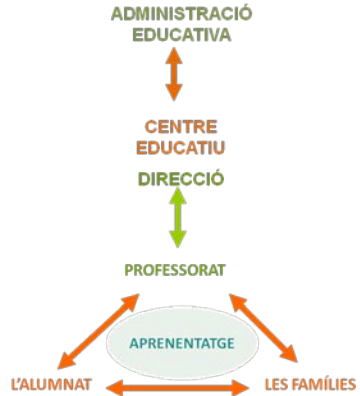 ADMINISTRACIÓ
EDUCATIVA
CENTRE
EDUCATIU
DIRECCIÓ
PROFESSORAT
APRENENTATGE
L'ALUMNAT
LES FAMÍLIES